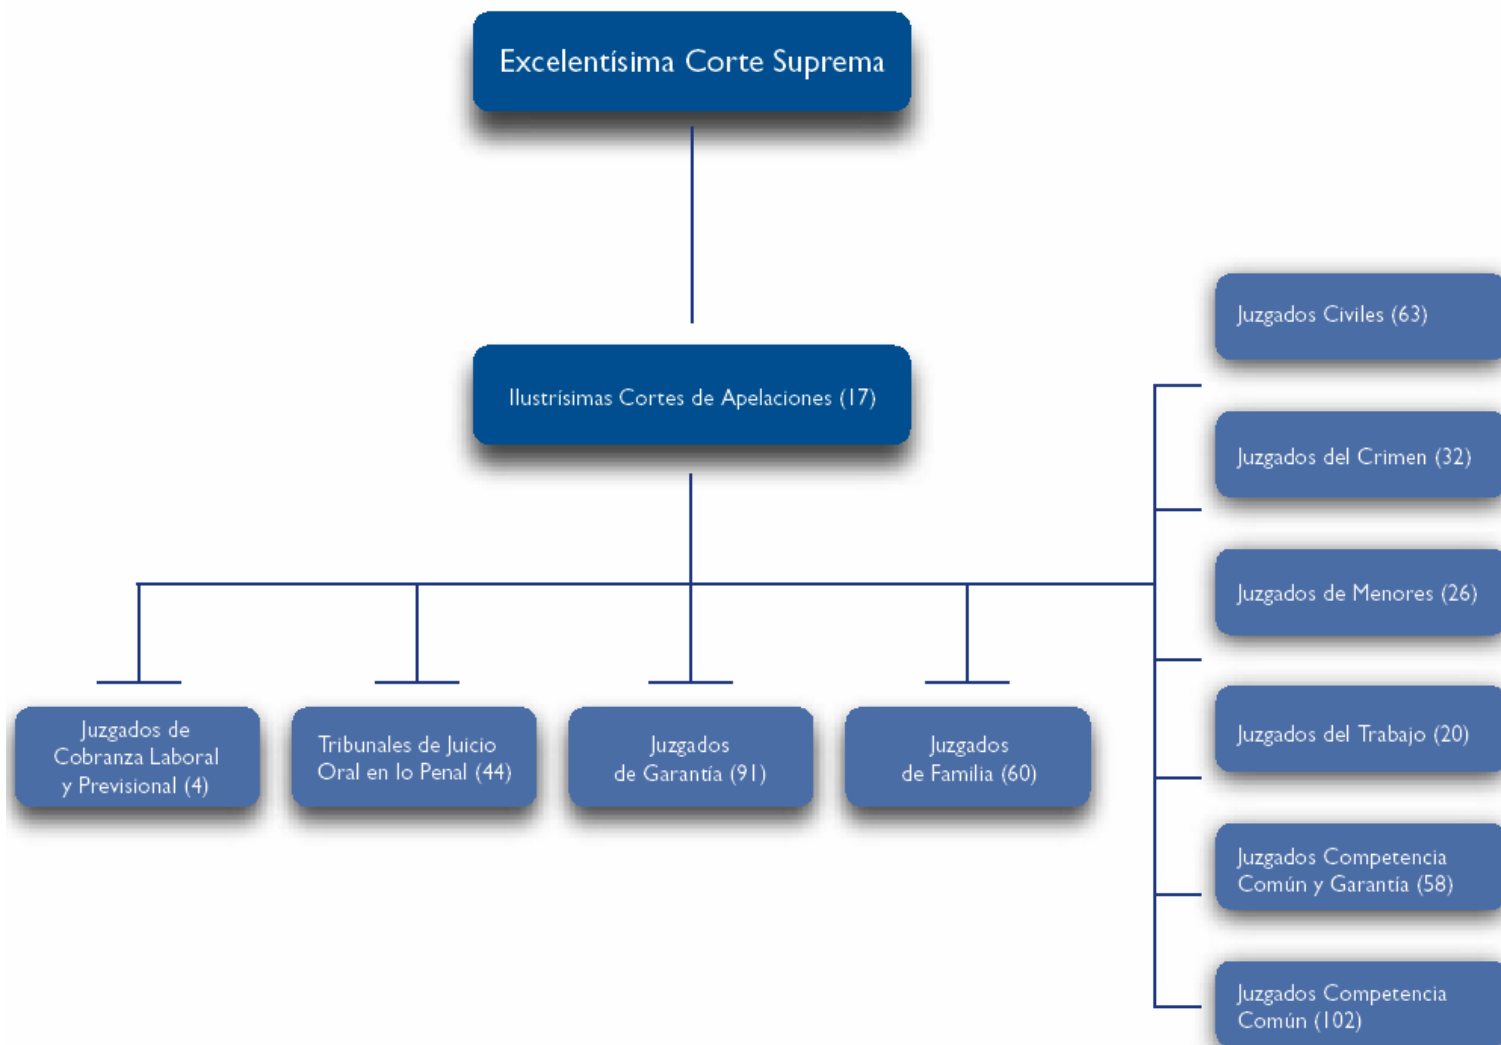 Excelentísima Corte Suprema
Ilustrísimas Cortes de Apelaciones (17)
Juzgados de
Cobranza Laboral
y Previsional (4)
Tribunales de Juicio
Oral en lo Penal (44)
Juzgados
de Garantía (91)
Juzgados
de Familia (60)
Juzgados Civiles (63)
Juzgados del Crimen (32)
Juzgados de Menores (26)
Juzgados del Trabajo (20)
Juzgados Competencia
Común y Garantía (58)
Juzgados Competencia
Común (102)